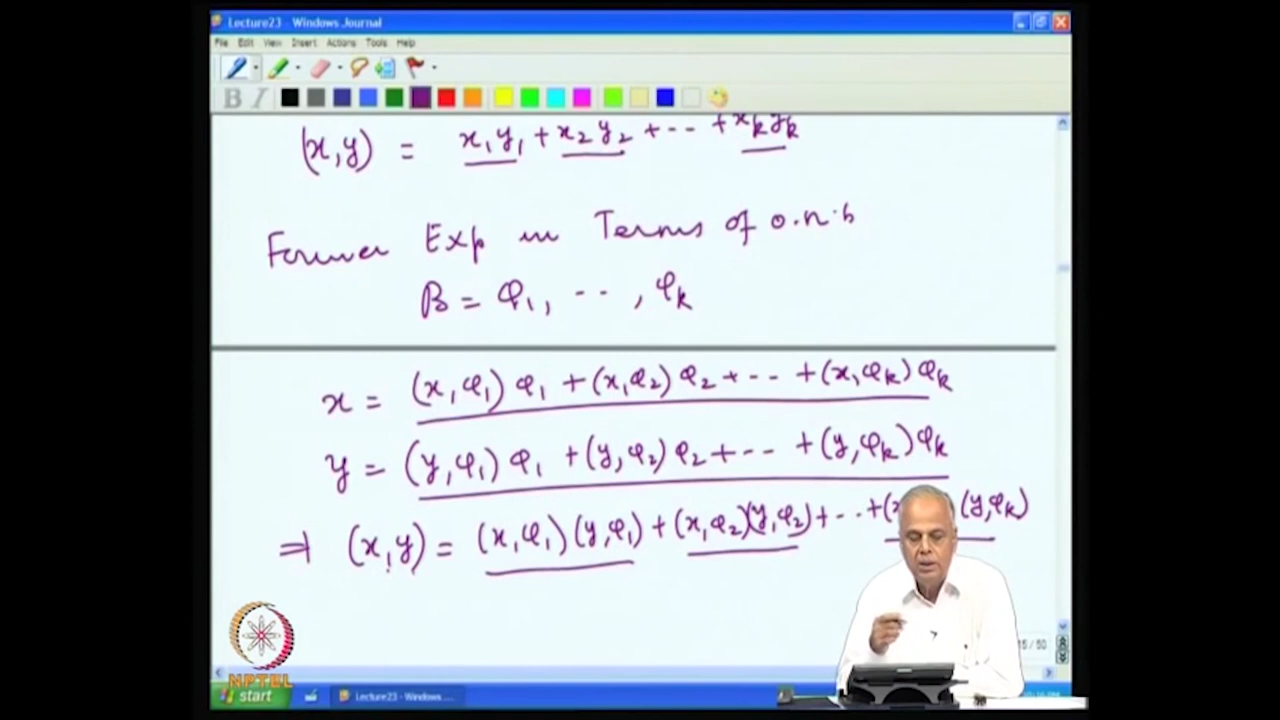 Lecture23 - Windows Journal
File Edit View Insert Actions Tools Help
B I
(x,y) = x₁y₁ + x₂y₂ + -- + xₖyₖ
Fourier Exp in Terms of o.n.b
B = φ₁, -- , φₖ
x = (x,φ₁)φ₁ + (x,φ₂)φ₂ + -- + (x,φₖ)φₖ
y = (y,φ₁)φ₁ + (y,φ₂)φ₂ + -- + (y,φₖ)φₖ
⇒ (x,y) = (x,φ₁)(y,φ₁) + (x,φ₂)(y,φ₂) + -- + (x (y,φₖ)
15/50
NPTEL
start Lecture23 - Windows...